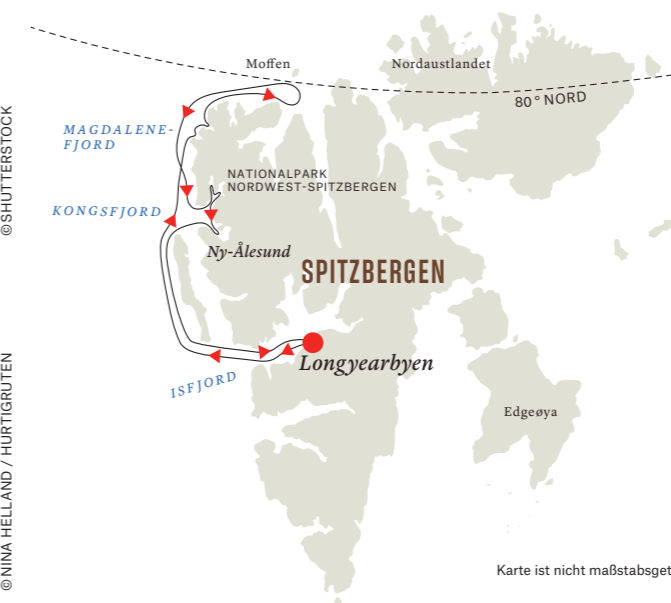 Moffen
Nordaustlandet
80° NORD
MAGDALENE-
FJORD
NATIONALPARK
NORDWEST-SPITZBERGEN
KONGSFJORD
Ny-Ålesund
SPITZBERGEN
Longyearbyen
ISFJORD
Edgeøya
Karte ist nicht maßstabsget
©SHUTTERSTOCK
©NINA HELLAND / HURTIGRUTEN